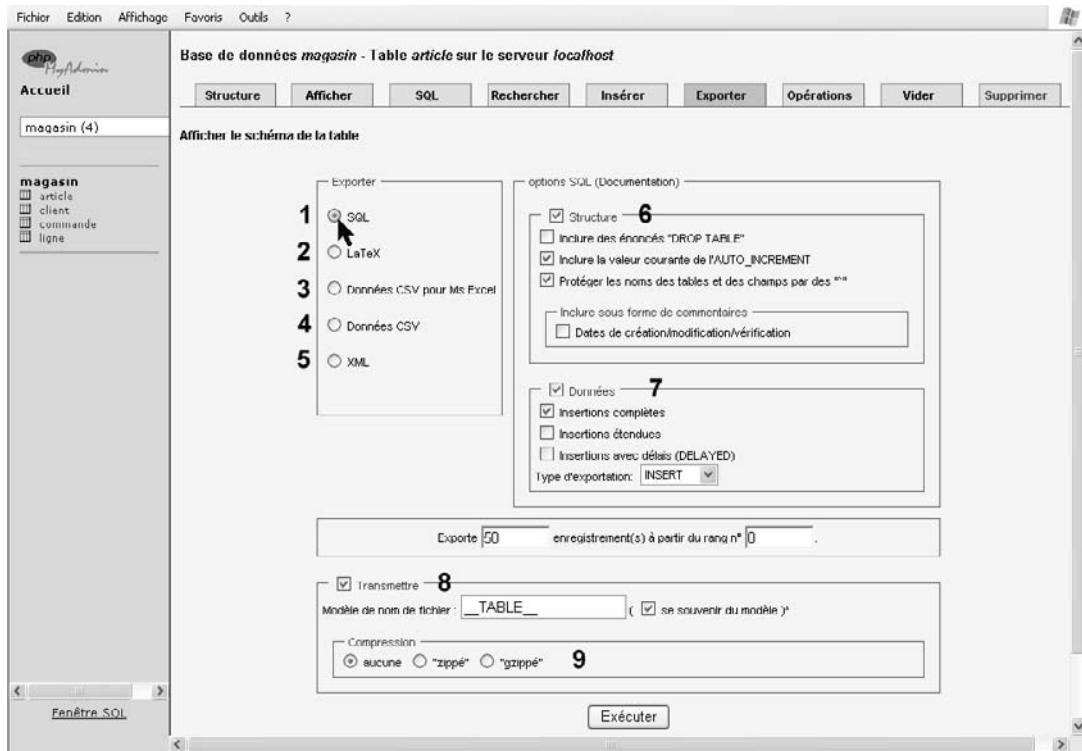 Fichier Edition Affichage Favoris Outils ?
php
MyAdmin
Accueil
magasin (4)
magasin
article
client
commande
ligne
Fenêtre SQL
Base de données magasin - Table article sur le serveur localhost
Structure Afficher SQL Rechercher Insérer Exporter Opérations Vider Supprimer
Afficher le schéma de la table
Exporter
1 SQL
2 LaTeX
3 Données CSV pour Ms Excel
4 Données CSV
5 XML
options SQL (Documentation)
Structure 6
Inclure des énoncés "DROP TABLE"
Inclure la valeur courante de l'AUTO_INCREMENT
Protéger les noms des tables et des champs par des "`"
Inclure sous forme de commentaires
Dates de création/modification/vérification
Données 7
Insertions complètes
Insertions étendues
Insertions avec délais (DELAYED)
Type d'exportation: INSERT
Exporte 50 enregistrement(s) à partir du rang n° 0 .
Transmettre 8
Modèle de nom de fichier : __TABLE__ ( se souvenir du modèle )*
Compression
aucune "zippé" "gzippé" 9
Exécuter